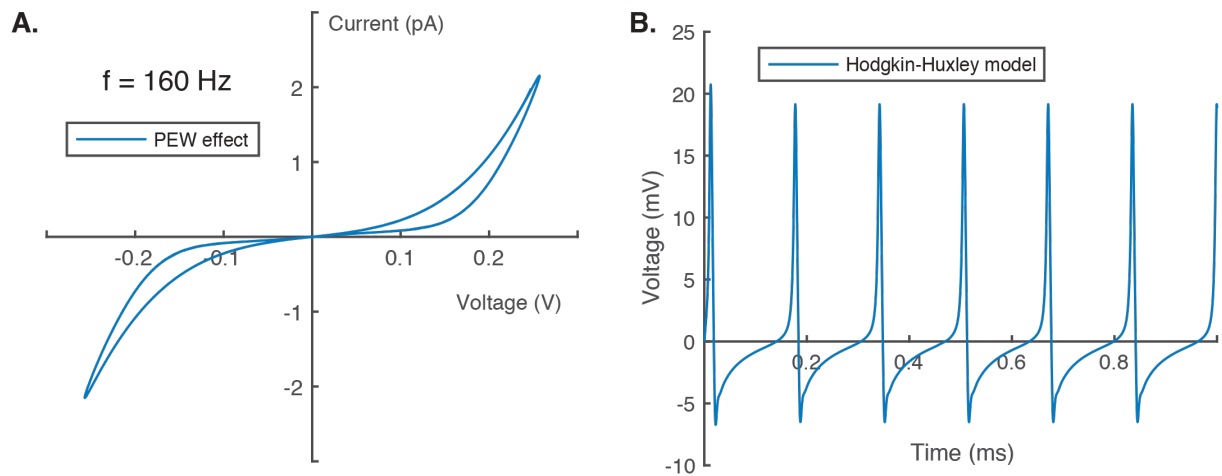 A.
Current (pA)
f = 160 Hz
PEW effect
2
1
-0.2
-0.1
0.1
0.2
Voltage (V)
-1
-2
B.
25
Hodgkin-Huxley model
20
15
10
5
0
-5
-10
Voltage (mV)
0.2
0.4
0.6
0.8
Time (ms)